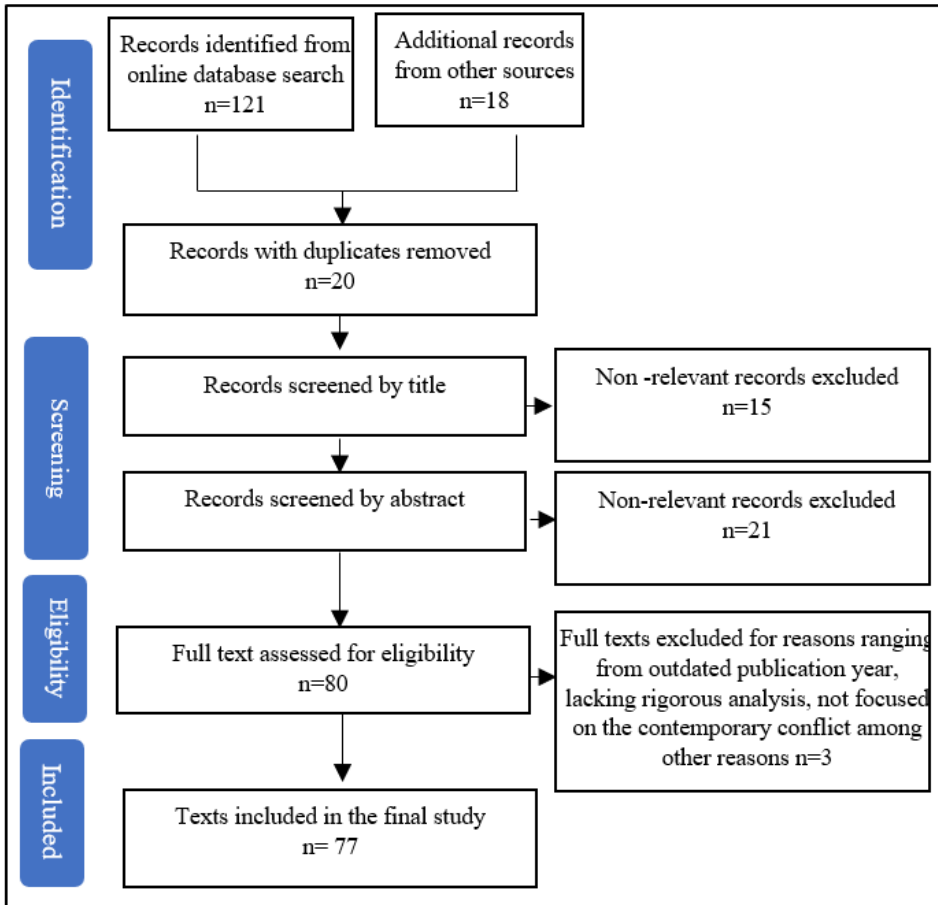 Identification
Records identified from
online database search
n=121
Additional records
from other sources
n=18
Records with duplicates removed
n=20
Screening
Records screened by title
Non -relevant records excluded
n=15
Records screened by abstract
Non-relevant records excluded
n=21
Eligibility
Full text assessed for eligibility
n=80
Full texts excluded for reasons ranging
from outdated publication year,
lacking rigorous analysis, not focused
on the contemporary conflict among
other reasons n=3
Included
Texts included in the final study
n= 77